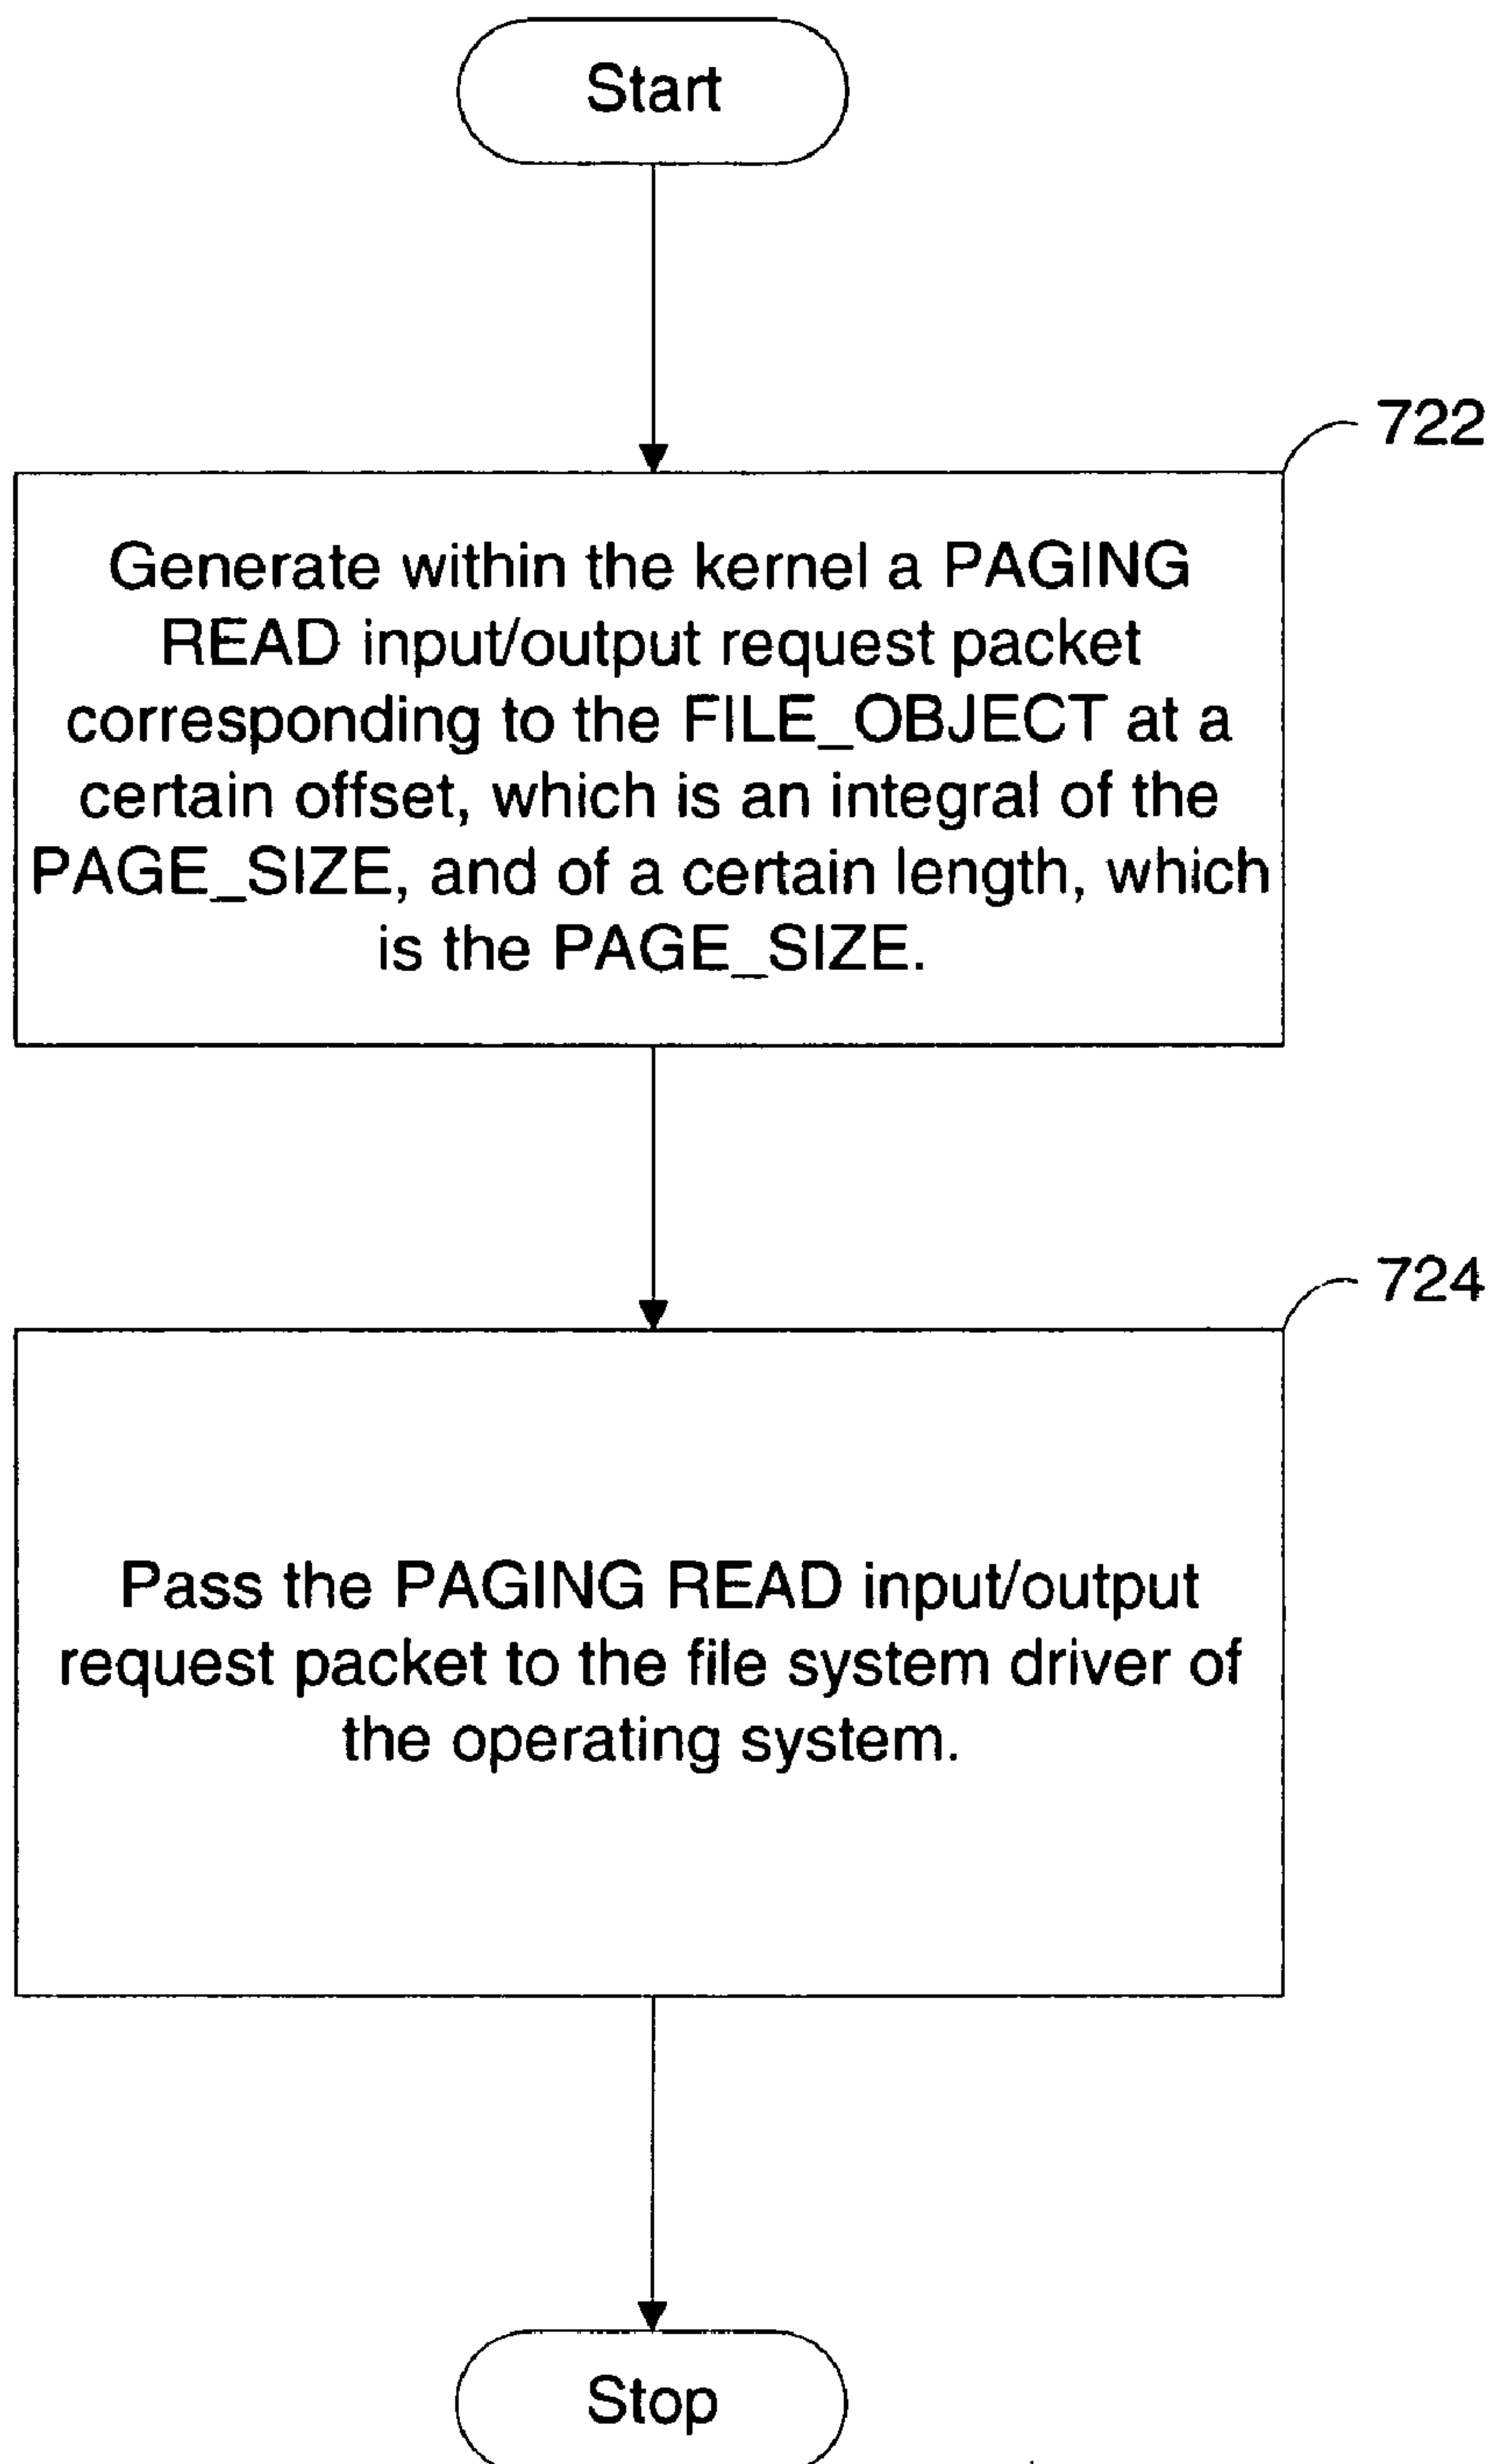 Start
722
Generate within the kernel a PAGING
READ input/output request packet
corresponding to the FILE_OBJECT at a
certain offset, which is an integral of the
PAGE_SIZE, and of a certain length, which
is the PAGE_SIZE.
724
Pass the PAGING READ input/output
request packet to the file system driver of
the operating system.
Stop